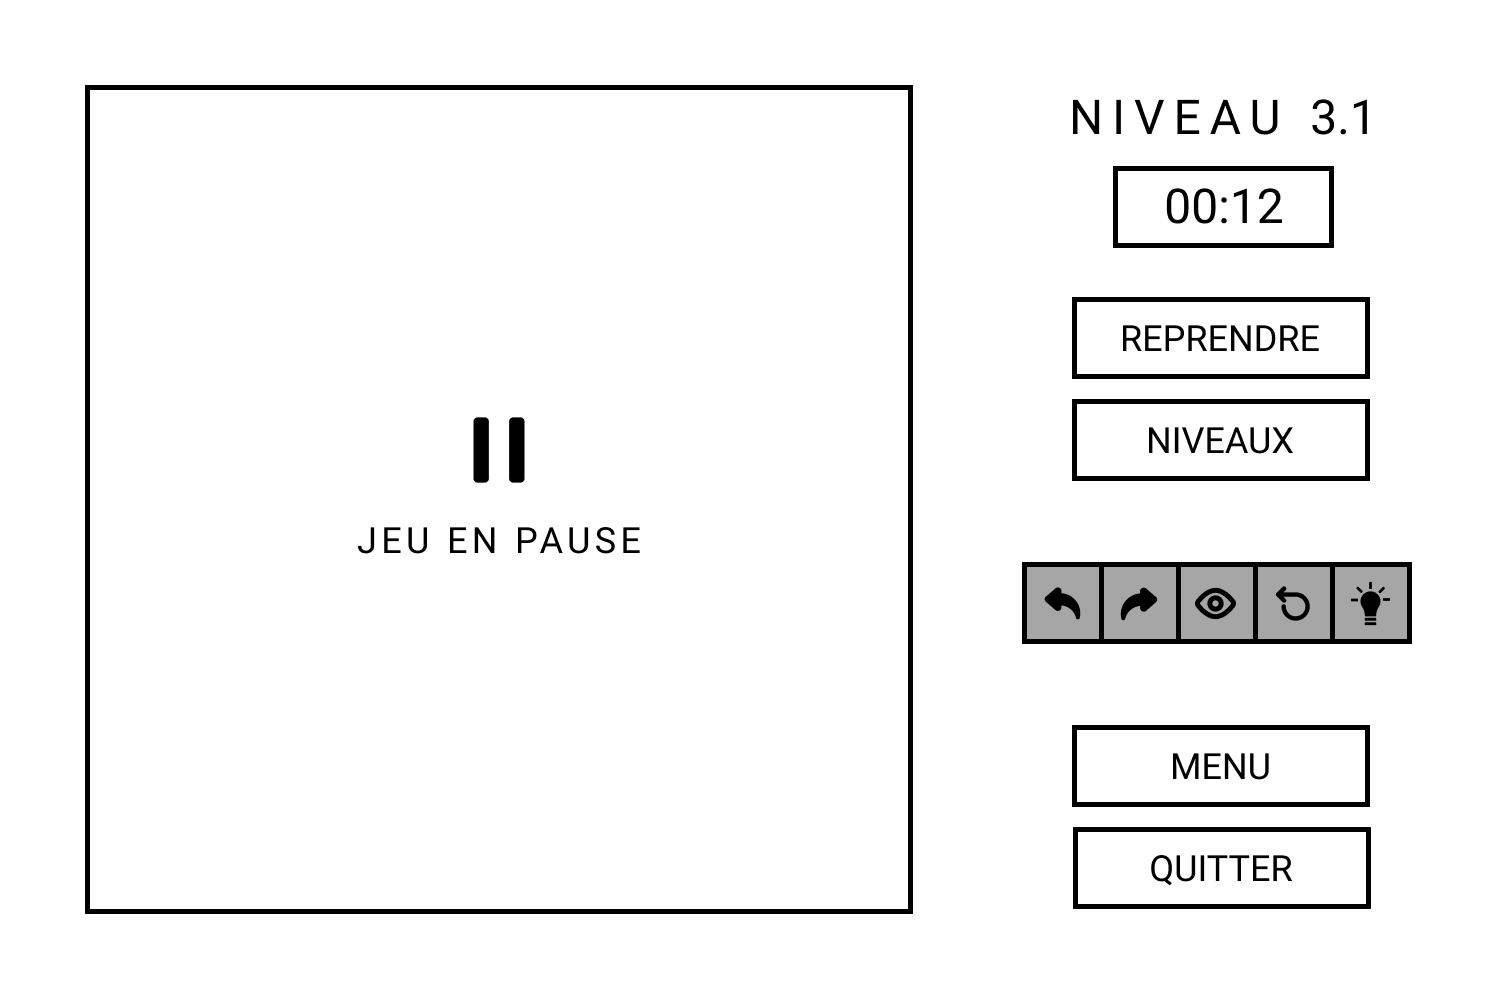 JEU EN PAUSE
NIVEAU 3.1
00:12
REPRENDRE
NIVEAUX
MENU
QUITTER